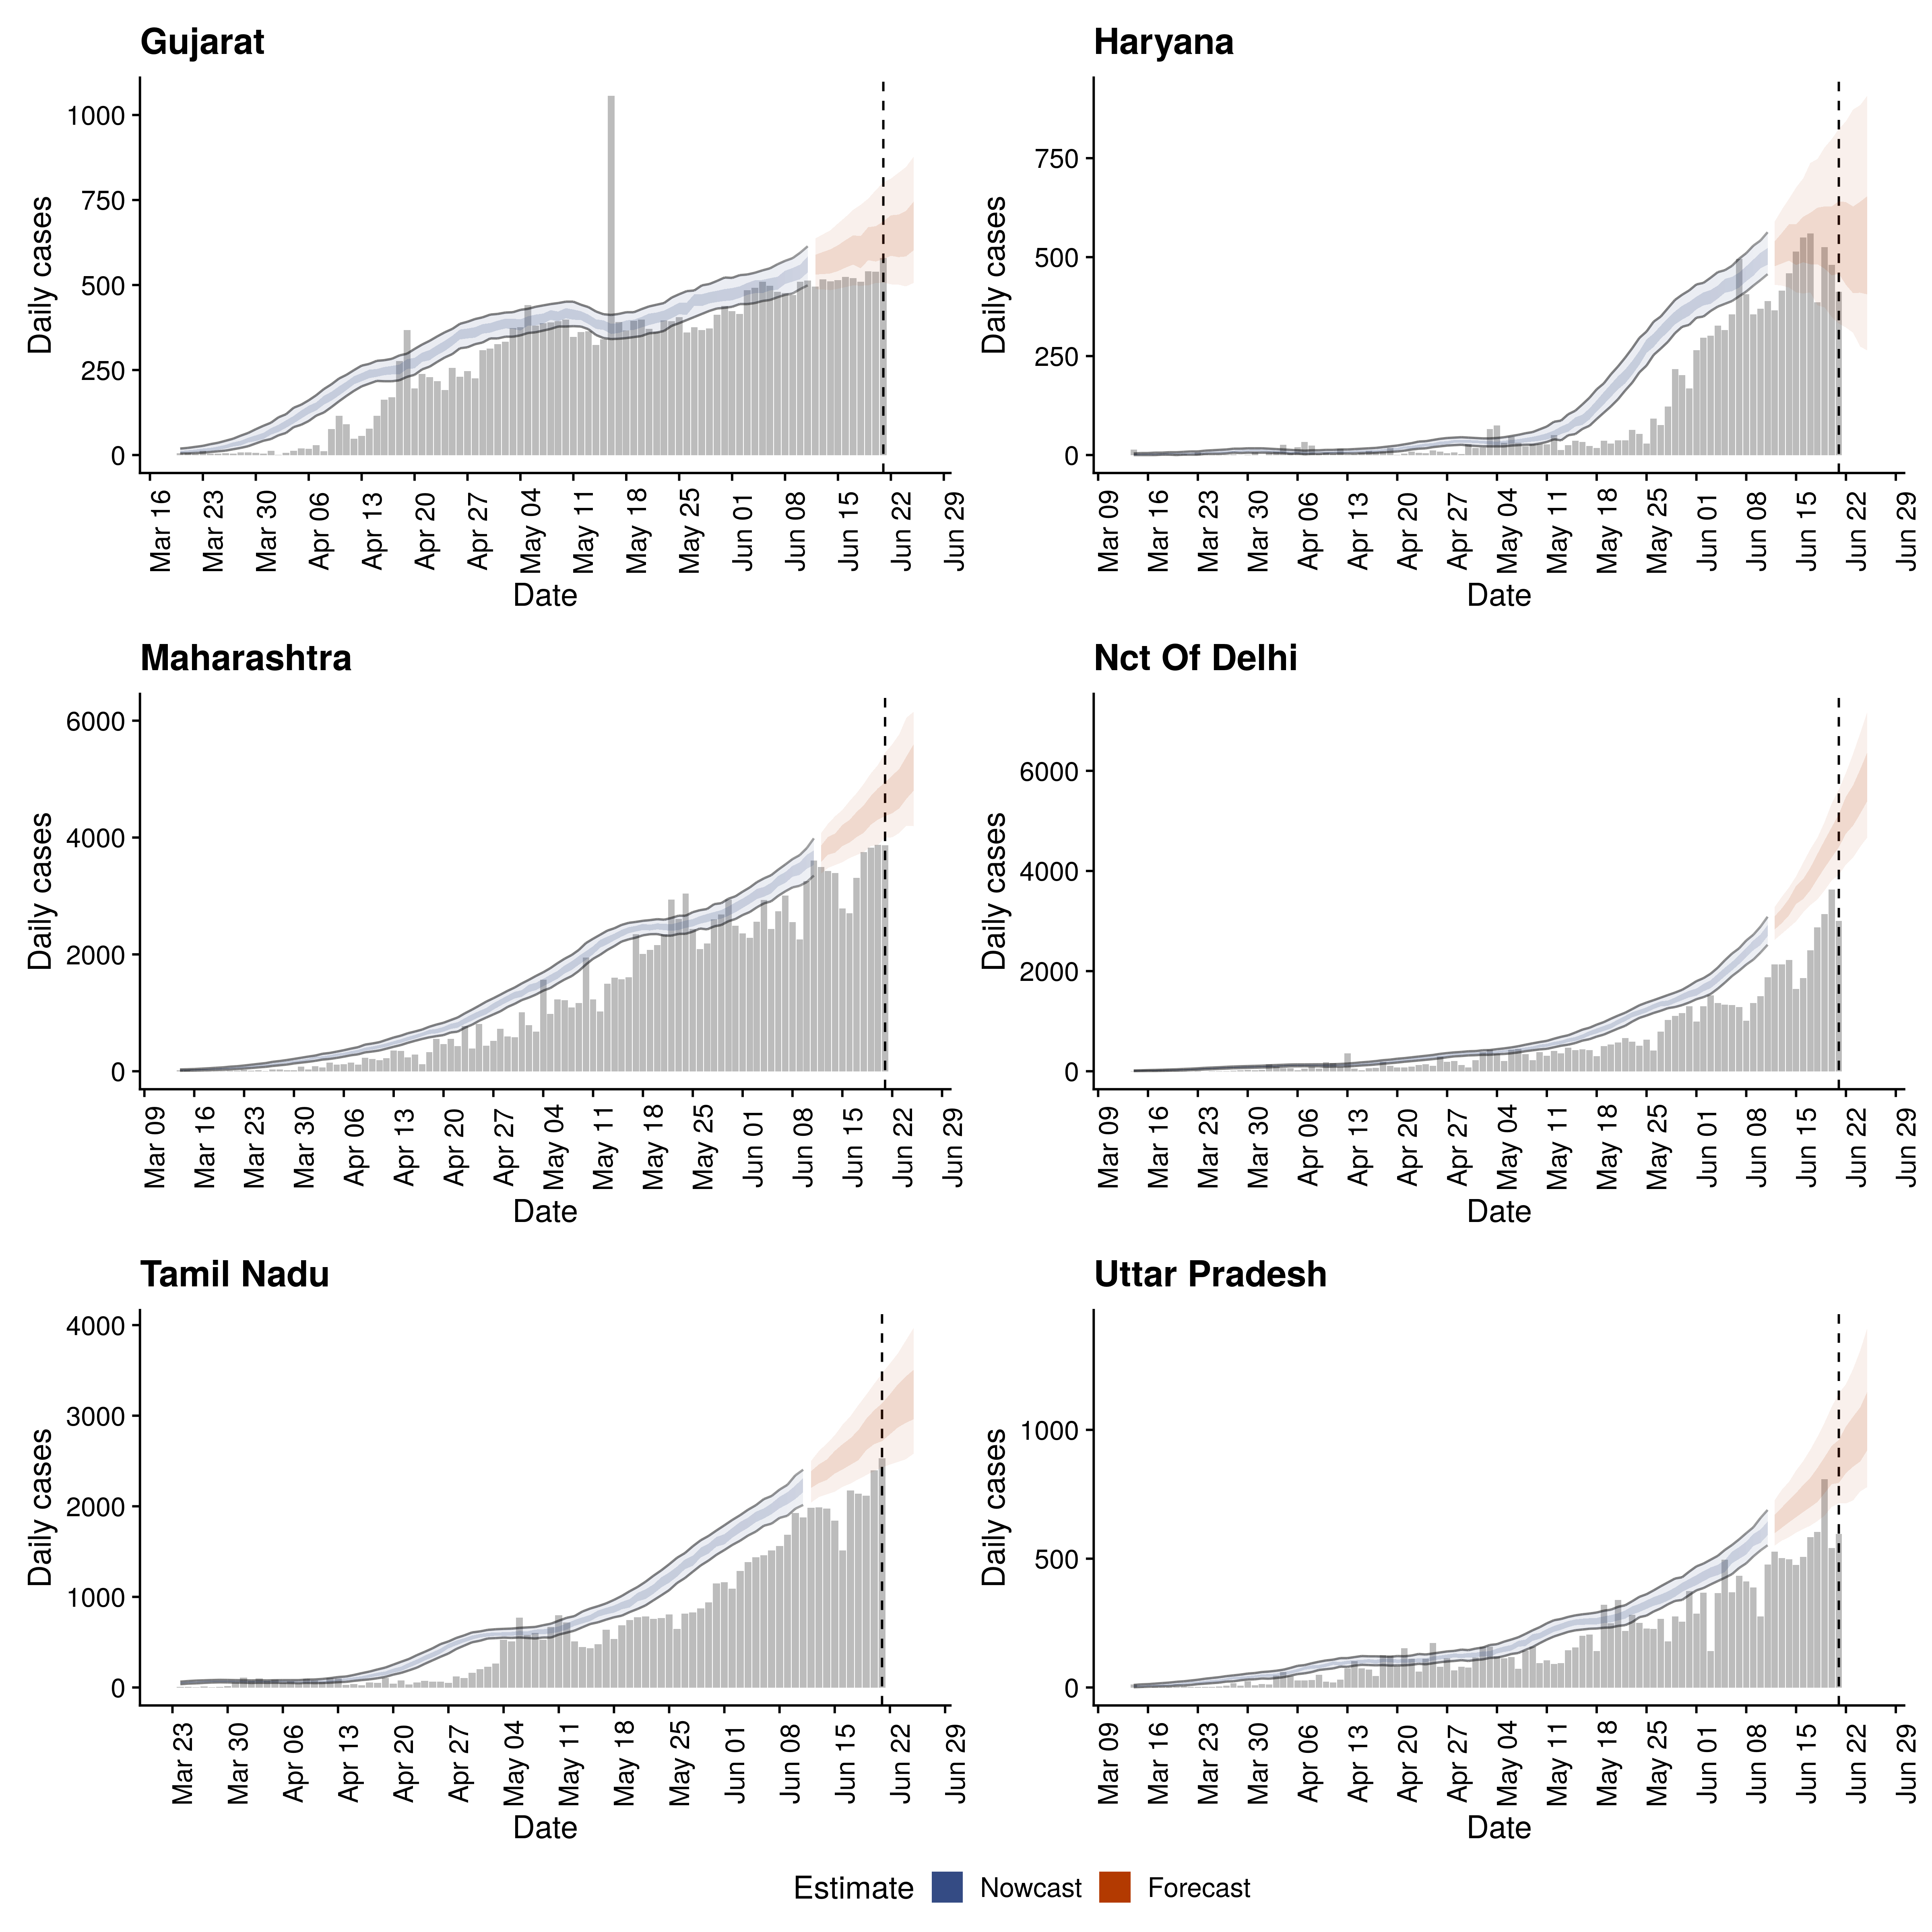 Gujarat
Daily cases
1000
750
500
250
0
Mar 16
Mar 23
Mar 30
Apr 06
Apr 13
Apr 20
Apr 27
May 04
May 11
May 18
May 25
Jun 01
Jun 08
Jun 15
Jun 22
Jun 29
Date
Haryana
Daily cases
750
500
250
0
Mar 09
Mar 16
Mar 23
Mar 30
Apr 06
Apr 13
Apr 20
Apr 27
May 04
May 11
May 18
May 25
Jun 01
Jun 08
Jun 15
Jun 22
Jun 29
Date
Maharashtra
Daily cases
6000
4000
2000
0
Mar 09
Mar 16
Mar 23
Mar 30
Apr 06
Apr 13
Apr 20
Apr 27
May 04
May 11
May 18
May 25
Jun 01
Jun 08
Jun 15
Jun 22
Jun 29
Date
Nct Of Delhi
Daily cases
6000
4000
2000
0
Mar 09
Mar 16
Mar 23
Mar 30
Apr 06
Apr 13
Apr 20
Apr 27
May 04
May 11
May 18
May 25
Jun 01
Jun 08
Jun 15
Jun 22
Jun 29
Date
Tamil Nadu
Daily cases
4000
3000
2000
1000
0
Mar 23
Mar 30
Apr 06
Apr 13
Apr 20
Apr 27
May 04
May 11
May 18
May 25
Jun 01
Jun 08
Jun 15
Jun 22
Jun 29
Date
Uttar Pradesh
Daily cases
1000
500
0
Mar 09
Mar 16
Mar 23
Mar 30
Apr 06
Apr 13
Apr 20
Apr 27
May 04
May 11
May 18
May 25
Jun 01
Jun 08
Jun 15
Jun 22
Jun 29
Date
Estimate Nowcast Forecast